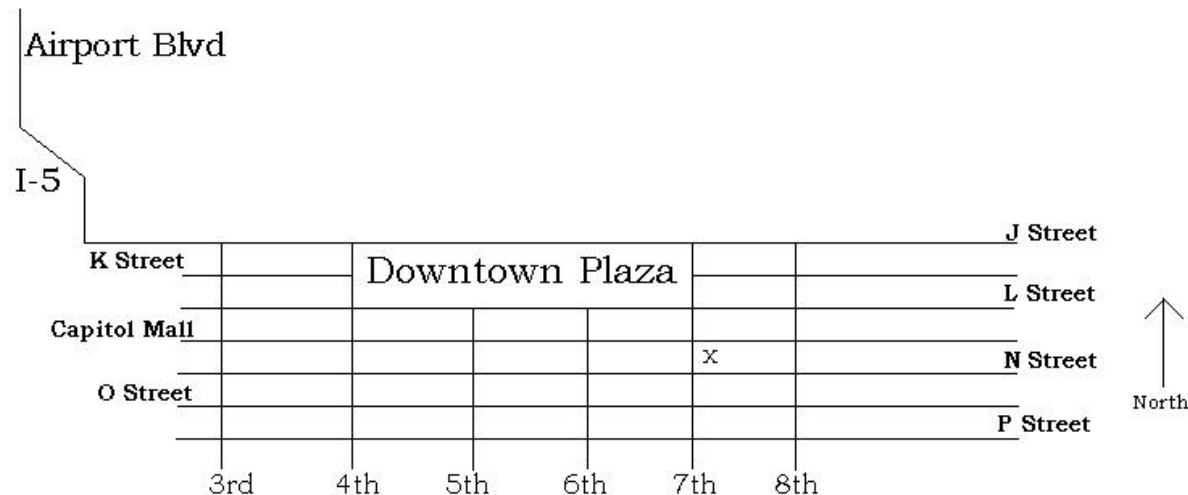 Airport Blvd
I-5
J Street
K Street
Downtown Plaza
L Street
Capitol Mall
x
N Street
O Street
North
P Street
3rd 4th 5th 6th 7th 8th